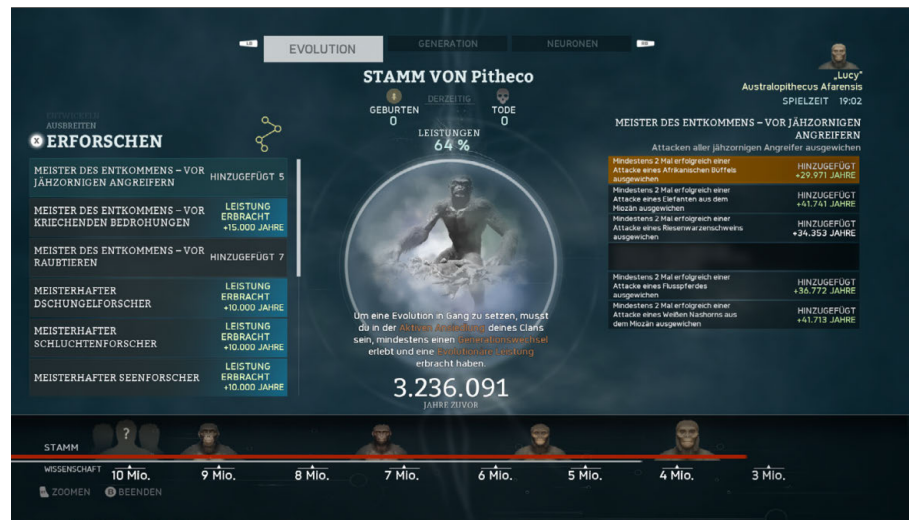 LB
EVOLUTION
GENERATION
NEURONEN
RB
STAMM VON Pitheco
DERZEITIG
GEBURTEN
0
TODE
0
LEISTUNGEN
64 %
„Lucy“
Australopithecus Afarensis
SPIELZEIT 19:02
ENTWICKELN
AUSBREITEN
X ERFORSCHEN
MEISTER DES ENTKOMMENS – VOR
JÄHZORNIGEN ANGREIFERN
HINZUGEFÜGT 5
MEISTER DES ENTKOMMENS – VOR
KRIECHENDEN BEDROHUNGEN
LEISTUNG
ERBRACHT
+15.000 JAHRE
MEISTER DES ENTKOMMENS – VOR
RAUBTIEREN
HINZUGEFÜGT 7
MEISTERHAFTER
DSCHUNGELFORSCHER
LEISTUNG
ERBRACHT
+10.000 JAHRE
MEISTERHAFTER
SCHLUCHTENFORSCHER
LEISTUNG
ERBRACHT
+10.000 JAHRE
MEISTERHAFTER SEENFORSCHER
LEISTUNG
ERBRACHT
+10.000 JAHRE
Um eine Evolution in Gang zu setzen, musst
du in der Aktiven Ansiedlung deines Clans
sein, mindestens einen Generationswechsel
erlebt und eine Evolutionäre Leistung
erbracht haben.
3.236.091
JAHRE ZUVOR
MEISTER DES ENTKOMMENS – VOR JÄHZORNIGEN
ANGREIFERN
Attacken aller jähzornigen Angreifer ausgewichen
Mindestens 2 Mal erfolgreich einer
Attacke eines Afrikanischen Büffels
ausgewichen
HINZUGEFÜGT
+29.971 JAHRE
Mindestens 2 Mal erfolgreich einer
Attacke eines Elefanten aus dem
Miozän ausgewichen
HINZUGEFÜGT
+41.741 JAHRE
Mindestens 2 Mal erfolgreich einer
Attacke eines Riesenwarzenschweins
ausgewichen
HINZUGEFÜGT
+34.353 JAHRE
Mindestens 2 Mal erfolgreich einer
Attacke eines Flusspferdes
ausgewichen
HINZUGEFÜGT
+36.772 JAHRE
Mindestens 2 Mal erfolgreich einer
Attacke eines Weißen Nashorns aus
dem Miozän ausgewichen
HINZUGEFÜGT
+41.713 JAHRE
?
STAMM
WISSENSCHAFT
10 Mio.
9 Mio.
8 Mio.
7 Mio.
6 Mio.
5 Mio.
4 Mio.
3 Mio.
ZOOMEN
B BEENDEN